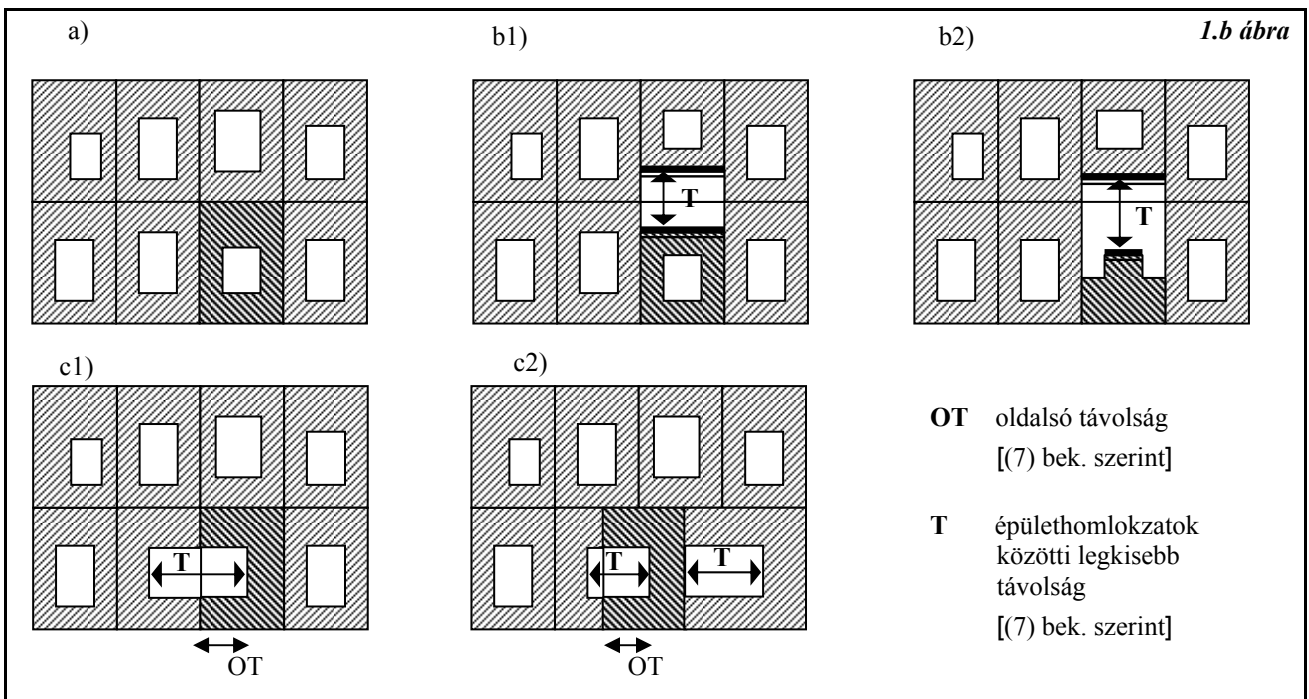 1.b ábra
a)
b1)
b2)
T
T
c1)
c2)
T
OT
T
T
OT
OT oldalsó távolság
[(7) bek. szerint]
T épülethomlokzatok
közötti legkisebb
távolság
[(7) bek. szerint]